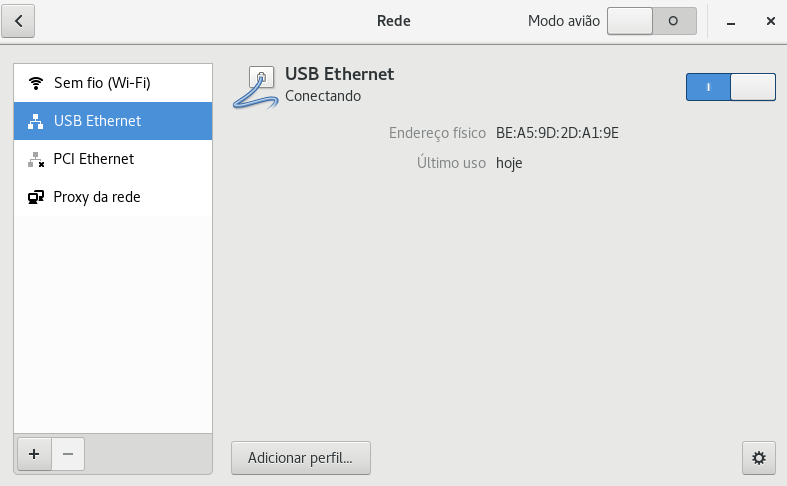 Rede
Modo avião
Sem fio (Wi-Fi)
USB Ethernet
PCI Ethernet
Proxy da rede
USB Ethernet
Conectando
Endereço físico BE:A5:9D:2D:A1:9E
Último uso hoje
Adicionar perfil...